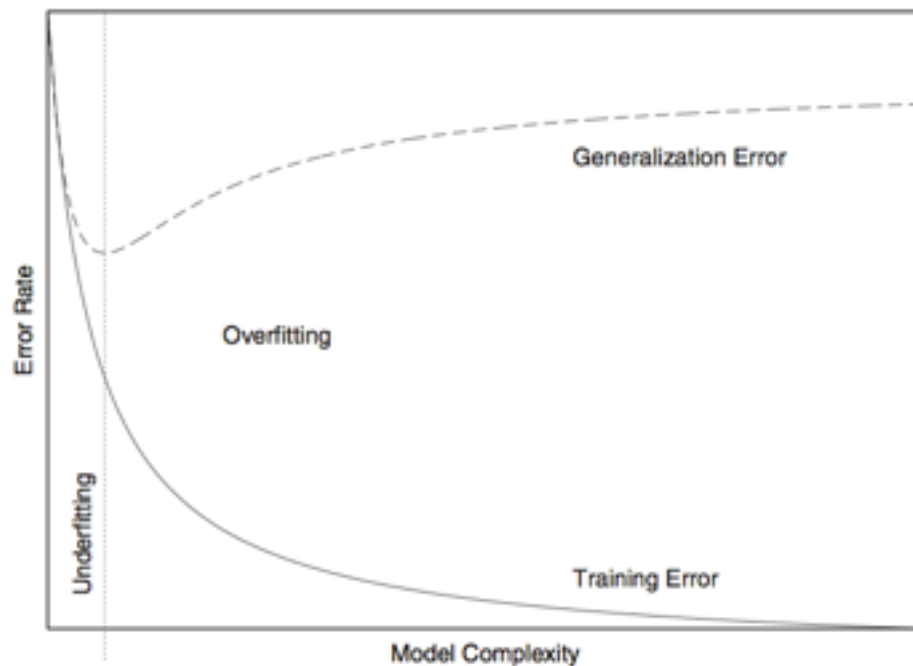 Generalization Error
Overfitting
Error Rate
Underfitting
Training Error
Model Complexity